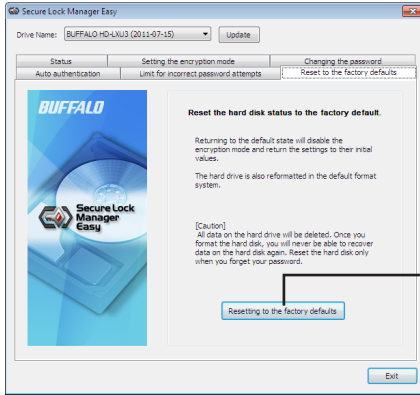 Secure Lock Manager Easy
Drive Name: BUFFALO HD-LXU3 (2011-07-15) Update
Status Setting the encryption mode Changing the password
Auto authentication Limit for incorrect password attempts Reset to the factory defaults
BUFFALO
Secure Lock
Manager
Easy
Reset the hard disk status to the factory default.
Returning to the default state will disable the
encryption mode and return the settings to their initial
values.
The hard drive is also reformatted in the default format
system.
[Caution]
All data on the hard drive will be deleted. Once you
format the hard disk, you will never be able to recover
data on the hard disk again. Reset the hard disk only
when you forget your password.
Resetting to the factory defaults
Exit